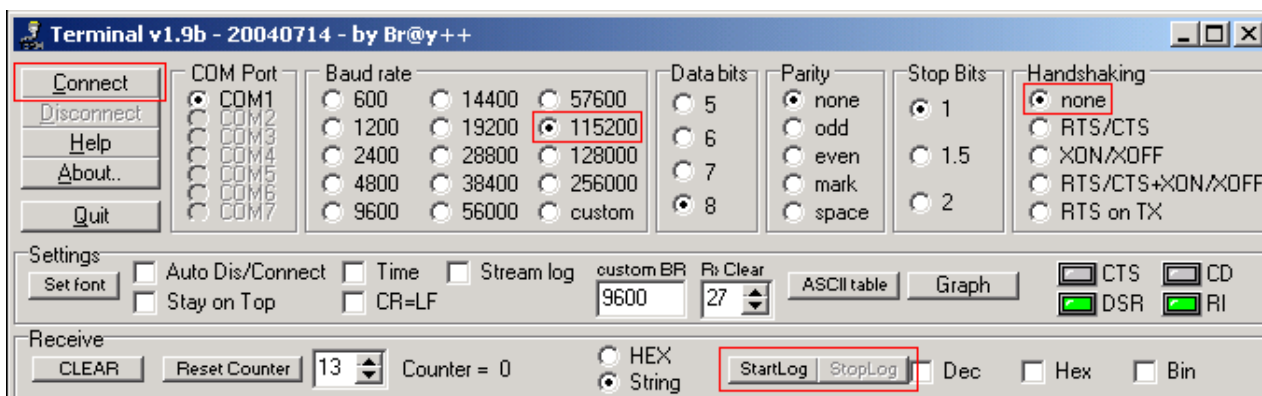 Terminal v1.9b - 20040714 - by Br@y++
Connect
Disconnect
Help
About..
Quit
COM Port
COM1
COM2
COM3
COM4
COM5
COM6
COM7
Baud rate
600
1200
2400
4800
9600
14400
19200
28800
38400
56000
57600
115200
128000
256000
custom
Data bits
5
6
7
8
Parity
none
odd
even
mark
space
Stop Bits
1
1.5
2
Handshaking
none
RTS/CTS
XON/XOFF
RTS/CTS+XON/XOFF
RTS on TX
Settings
Set font
Auto Dis/Connect
Stay on Top
Time
CR=LF
Stream log
custom BR
9600
Rx Clear
27
ASCII table
Graph
CTS
CD
DSR
RI
Receive
CLEAR
Reset Counter
13
Counter = 0
HEX
String
StartLog
StopLog
Dec
Hex
Bin